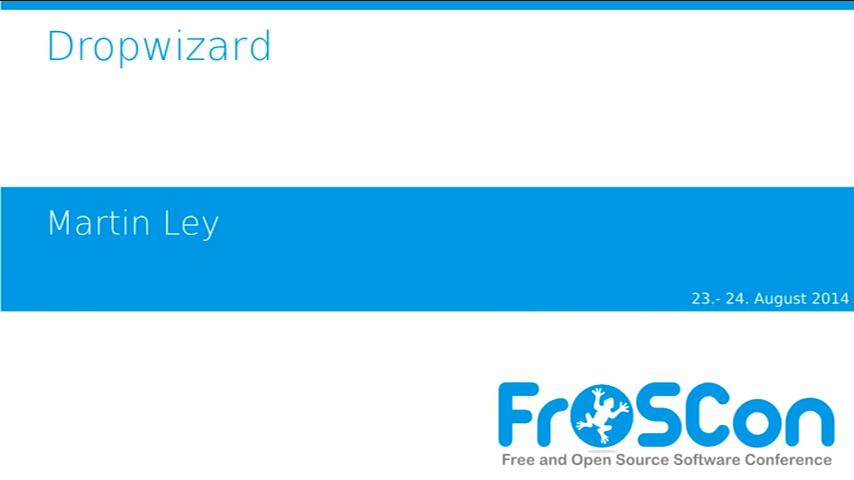 Dropwizard
Martin Ley
23.- 24. August 2014
FrOSCon
Free and Open Source Software Conference